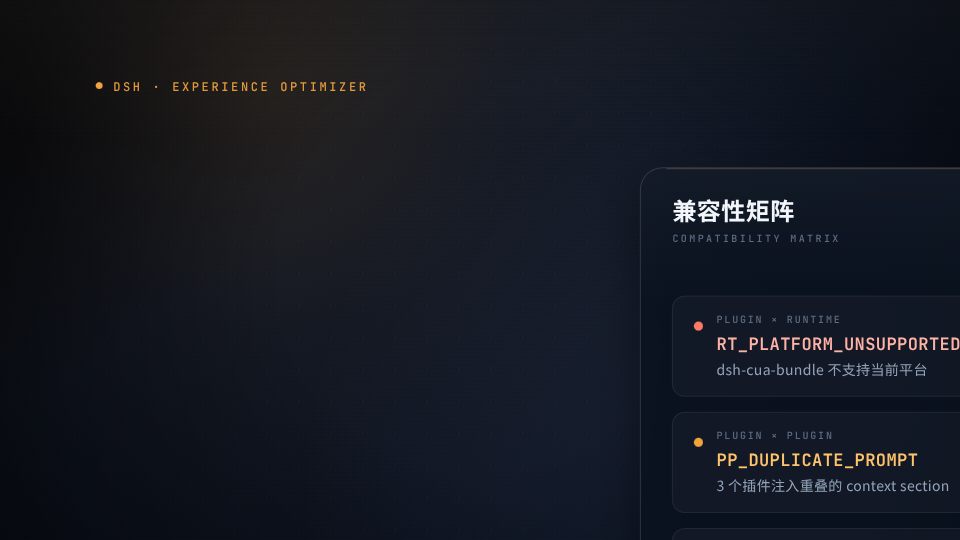 DSH · EXPERIENCE OPTIMIZER
兼容性矩阵
COMPATIBILITY MATRIX
PLUGIN × RUNTIME
RT_PLATFORM_UNSUPPORTED
dsh-cua-bundle 不支持当前平台
PLUGIN × PLUGIN
PP_DUPLICATE_PROMPT
3 个插件注入重叠的 context section